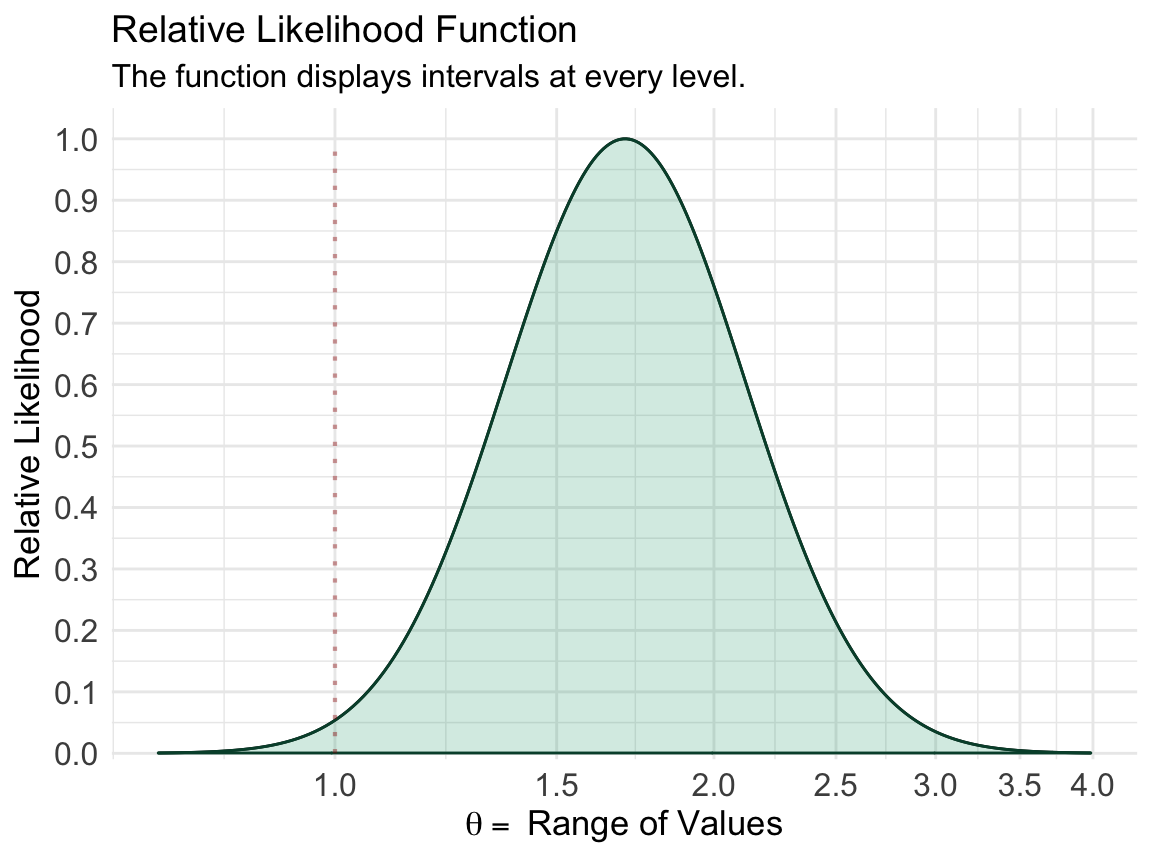 Relative Likelihood Function
The function displays intervals at every level.
Relative Likelihood
1.0
0.9
0.8
0.7
0.6
0.5
0.4
0.3
0.2
0.1
0.0
1.0 1.5 2.0 2.5 3.0 3.5 4.0
θ = Range of Values